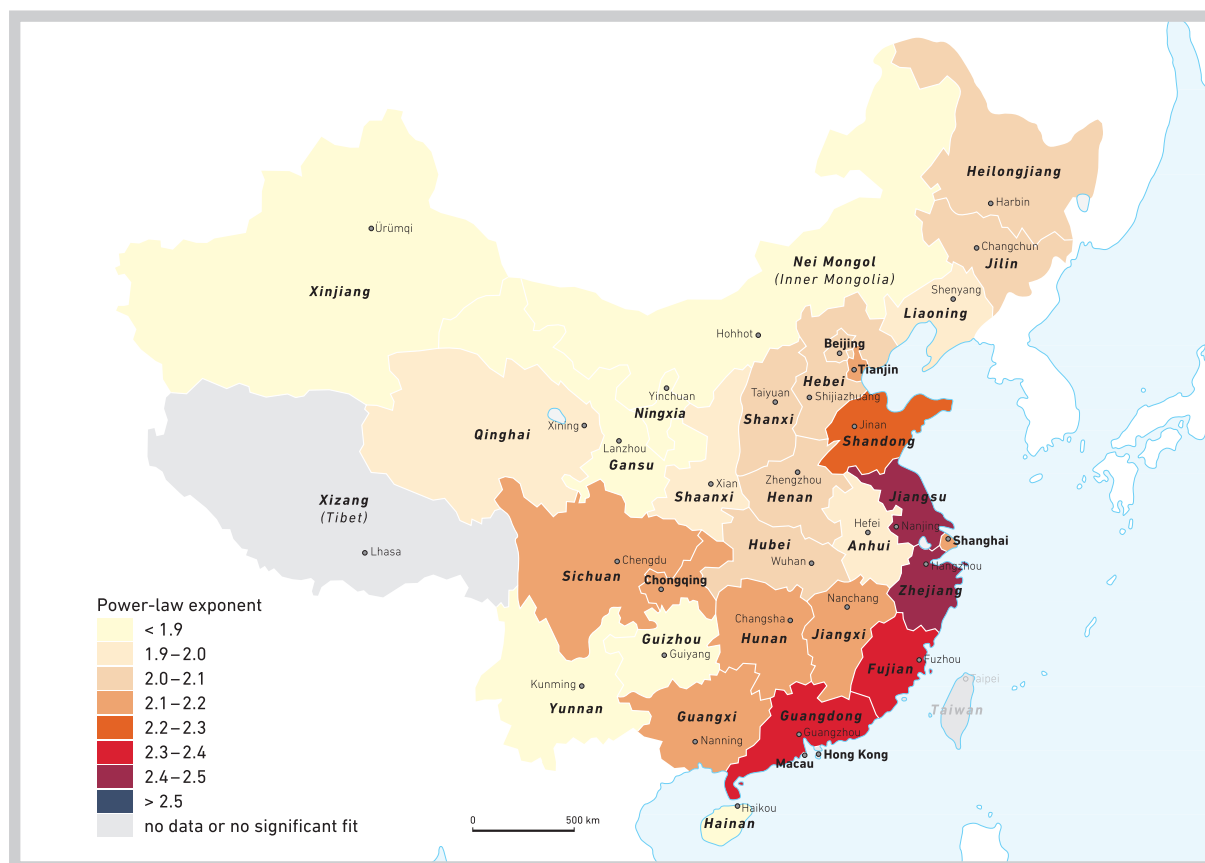 Heilongjiang
Harbin
Ürümqi
Changchun
Jilin
Nei Mongol
(Inner Mongolia)
Xinjiang
Shenyang
Liaoning
Hohhot
Beijing
Tianjin
Hebei
Yinchuan
Taiyuan
Shijiazhuang
Ningxia
Shanxi
Xining
Jinan
Qinghai
Shandong
Lanzhou
Gansu
Zhengzhou
Xian
Shaanxi
Henan
Jiangsu
Xizang
(Tibet)
Hefei
Nanjing
Lhasa
Hubei
Anhui
Shanghai
Chengdu
Wuhan
Hangzhou
Sichuan
Chongqing
Zhejiang
Nanchang
Power-law exponent
< 1.9
1.9–2.0
2.0–2.1
2.1–2.2
2.2–2.3
2.3–2.4
2.4–2.5
> 2.5
no data or no significant fit
Changsha
Guizhou
Hunan
Jiangxi
Guiyang
Fuzhou
Fujian
Kunming
Taipei
Yunnan
Taiwan
Guangxi
Guangdong
Guangzhou
Nanning
Hong Kong
Macau
Haikou
Hainan
0
500 km